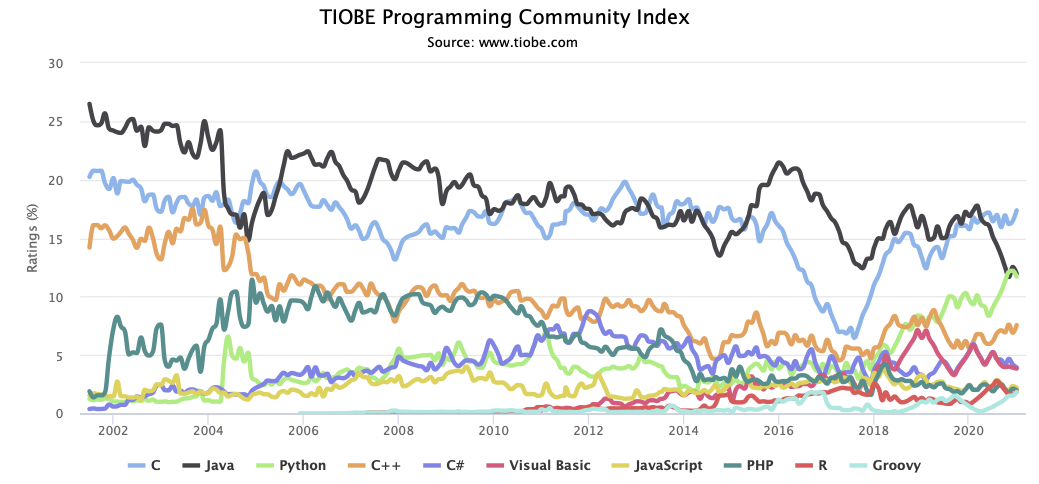 TIOBE Programming Community Index
Source: www.tiobe.com
Ratings (%)
30
25
20
15
10
5
0
2002 2004 2006 2008 2010 2012 2014 2016 2018 2020
C Java Python C++ C# Visual Basic JavaScript PHP R Groovy